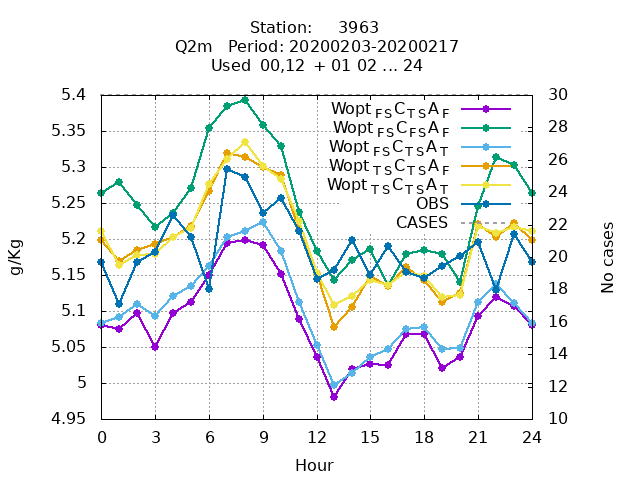 Station: 3963
Q2m Period: 20200203-20200217
Used 00,12 + 01 02 ... 24
5.4
5.35
5.3
5.25
5.2
5.15
5.1
5.05
5
4.95
g/Kg
30
28
26
24
22
20
18
16
14
12
10
No cases
Wopt FS C TS A F
Wopt FS C FS A F
Wopt FS C TS A T
Wopt TS C TS A F
Wopt TS C TS A T
OBS
CASES
0 3 6 9 12 15 18 21 24
Hour